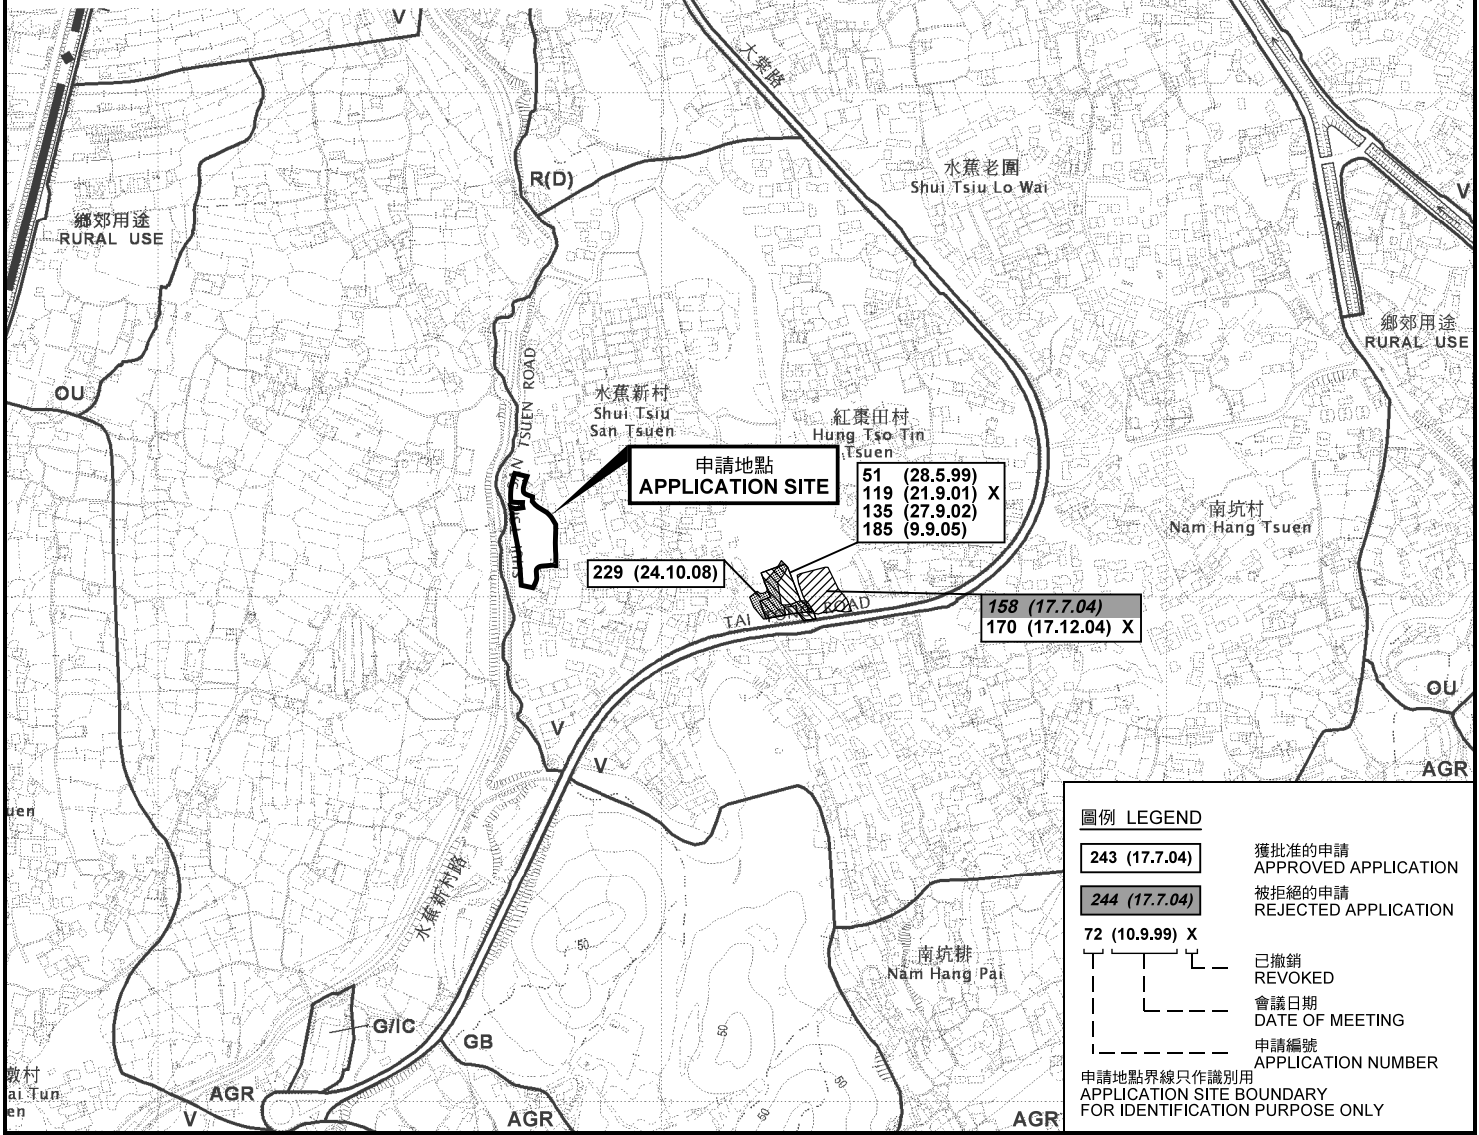 V
大棠路
R(D)
水蕉老圍
Shui Tsiu Lo Wai
V
鄉郊用途
RURAL USE
鄉郊用途
RURAL USE
OU
TSUEN ROAD
水蕉新村
Shui Tsiu
San Tsuen
紅棗田村
Hung Tso Tin
Tsuen
申請地點
APPLICATION SITE
51 (28.5.99)
119 (21.9.01) X
135 (27.9.02)
185 (9.9.05)
南坑村
Nam Hang Tsuen
229 (24.10.08)
158 (17.7.04)
170 (17.12.04) X
TAI TONG ROAD
OU
V
V
AGR
uen
水蕉新村路
50
南坑排
Nam Hang Pai
50
G/IC
GB
50
50
墩村
ai Tun
en
AGR
V
AGR
AGR
圖例 LEGEND
243 (17.7.04)
獲批准的申請
APPROVED APPLICATION
244 (17.7.04)
被拒絕的申請
REJECTED APPLICATION
72 (10.9.99) X
已撤銷
REVOKED
會議日期
DATE OF MEETING
申請編號
APPLICATION NUMBER
申請地點界線只作識別用
APPLICATION SITE BOUNDARY
FOR IDENTIFICATION PURPOSE ONLY